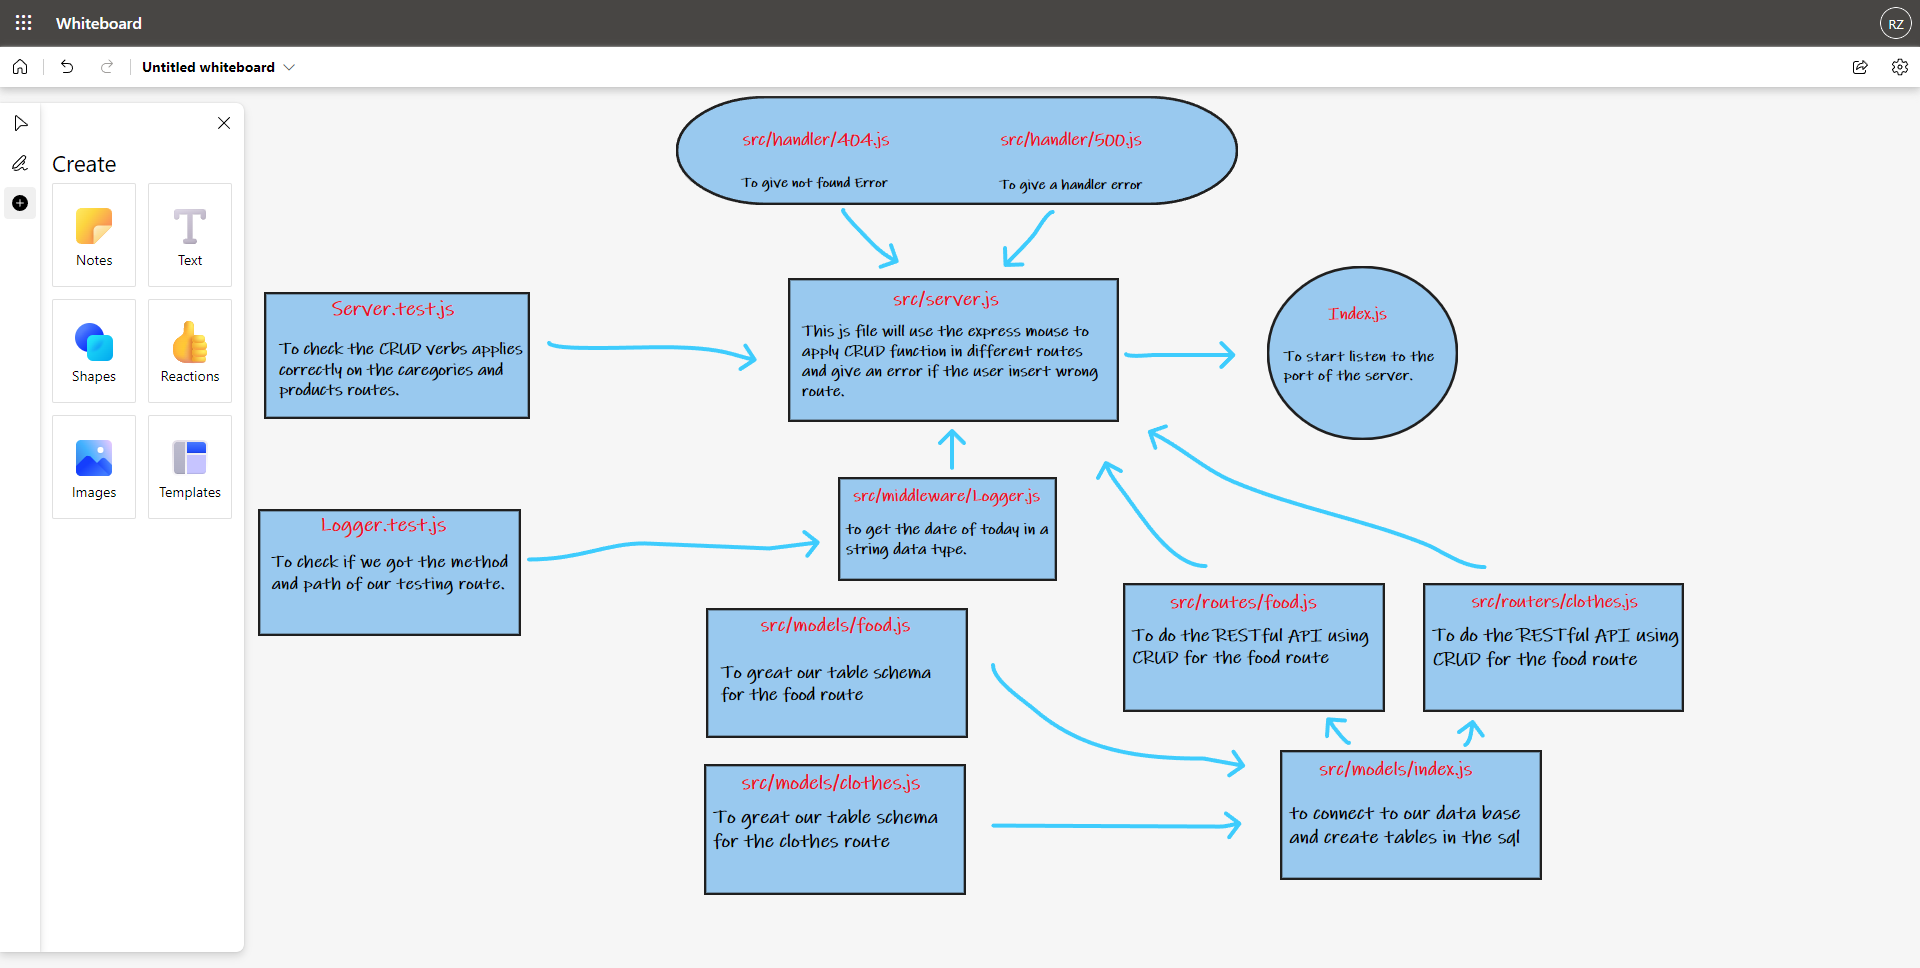 Whiteboard
RZ
Untitled whiteboard
Create
Notes
Text
Shapes
Reactions
Images
Templates
src/handler/404.js
To give not found Error
src/handler/500.js
To give a handler error
Server.test.js
To check the CRUD verbs applies
correctly on the caregories and
products routes.
src/server.js
This js file will use the express mouse to
apply CRUD function in different routes
and give an error if the user insert wrong
route.
Index.js
To start listen to the
port of the server.
Logger.test.js
To check if we got the method
and path of our testing route.
src/middleware/Logger.js
to get the date of today in a
string data type.
src/models/food.js
To great our table schema
for the food route
src/routes/food.js
To do the RESTful API using
CRUD for the food route
src/routers/clothes.js
To do the RESTful API using
CRUD for the food route
src/models/clothes.js
To great our table schema
for the clothes route
src/models/index.js
to connect to our data base
and create tables in the sql